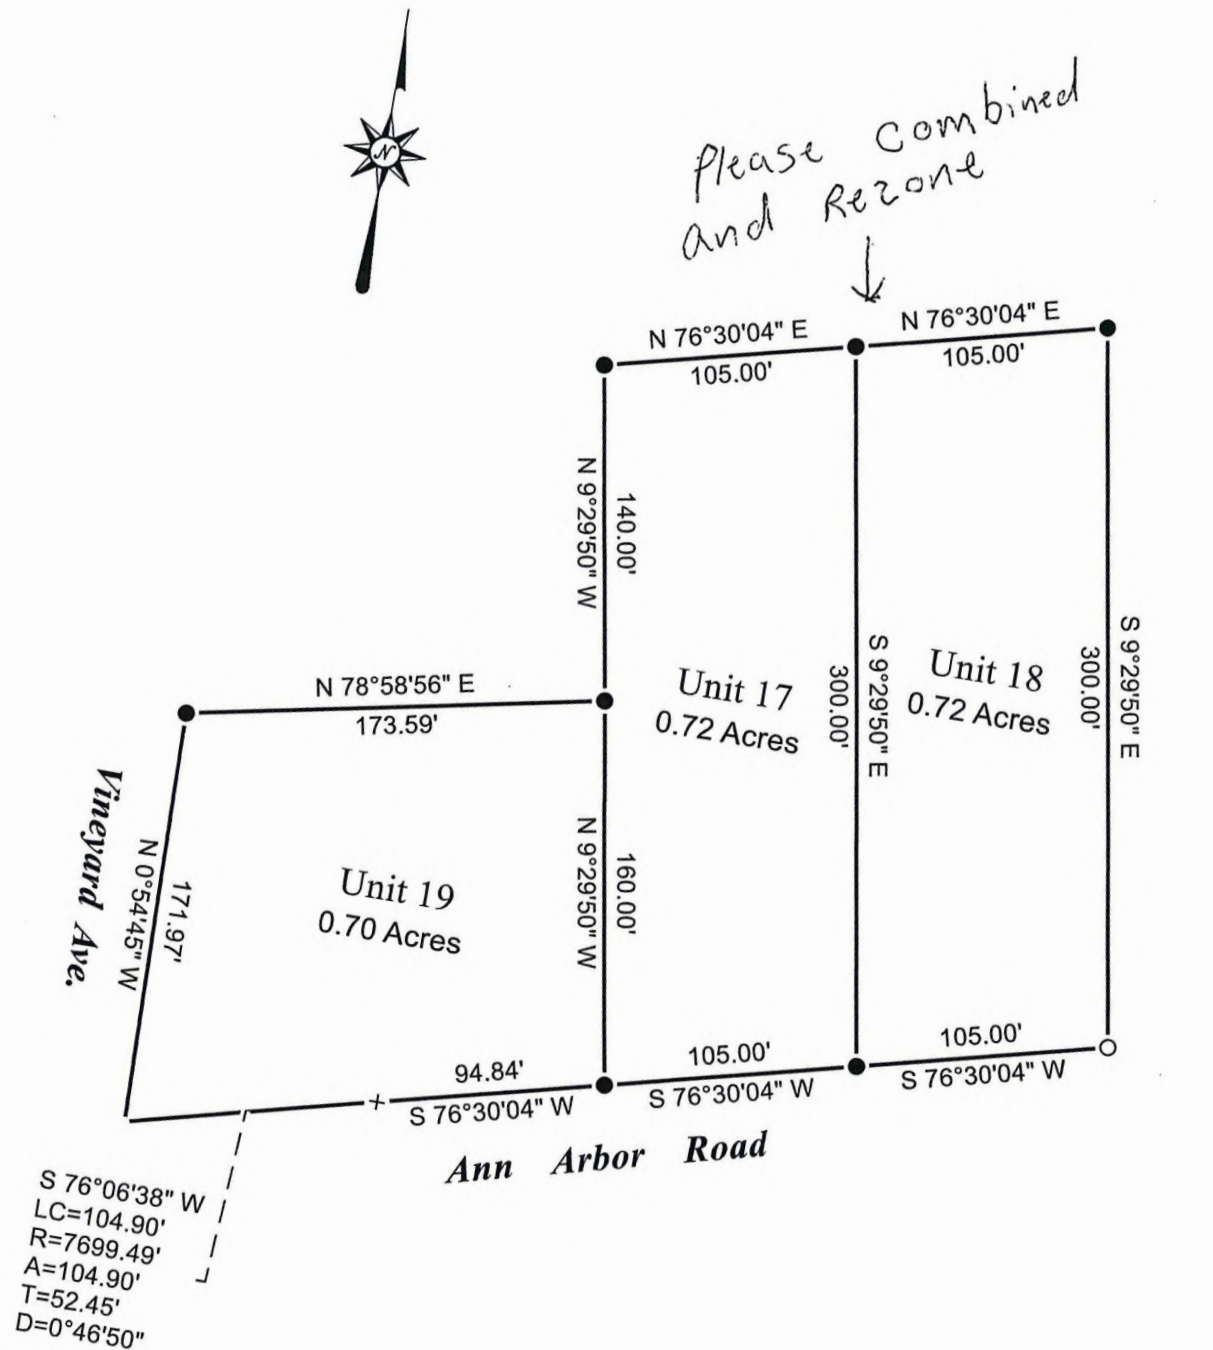 N
Please Combined
and Rezone
N 76°30'04" E
105.00'
N 76°30'04" E
105.00'
N 9°29'50" W
140.00'
S 9°29'50" E
300.00'
S 9°29'50" E
300.00'
Unit 17
0.72 Acres
Unit 18
0.72 Acres
N 78°58'56" E
173.59'
Vineyard Ave.
N 0°54'45" W
171.97'
Unit 19
0.70 Acres
N 9°29'50" W
160.00'
94.84'
S 76°30'04" W
105.00'
S 76°30'04" W
105.00'
S 76°30'04" W
Ann Arbor Road
S 76°06'38" W
LC=104.90'
R=7699.49'
A=104.90'
T=52.45'
D=0°46'50"